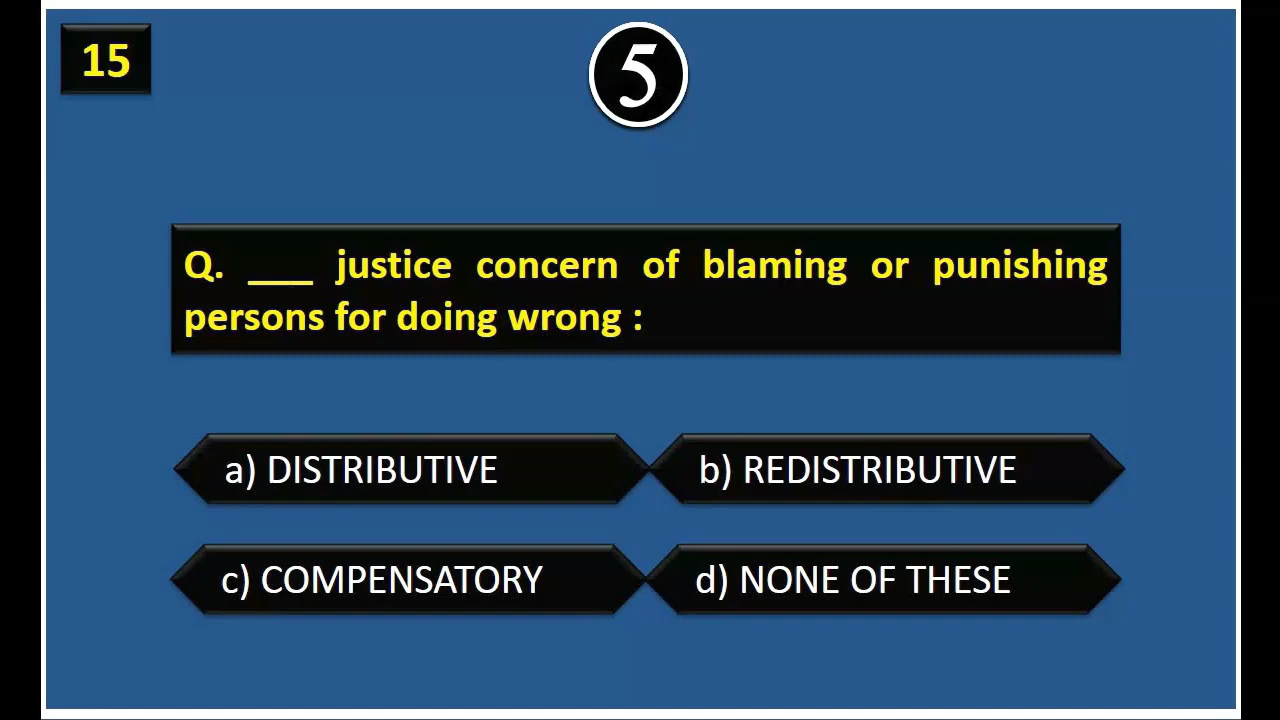 15
5
Q. ___ justice concern of blaming or punishing
persons for doing wrong :
a) DISTRIBUTIVE
b) REDISTRIBUTIVE
c) COMPENSATORY
d) NONE OF THESE